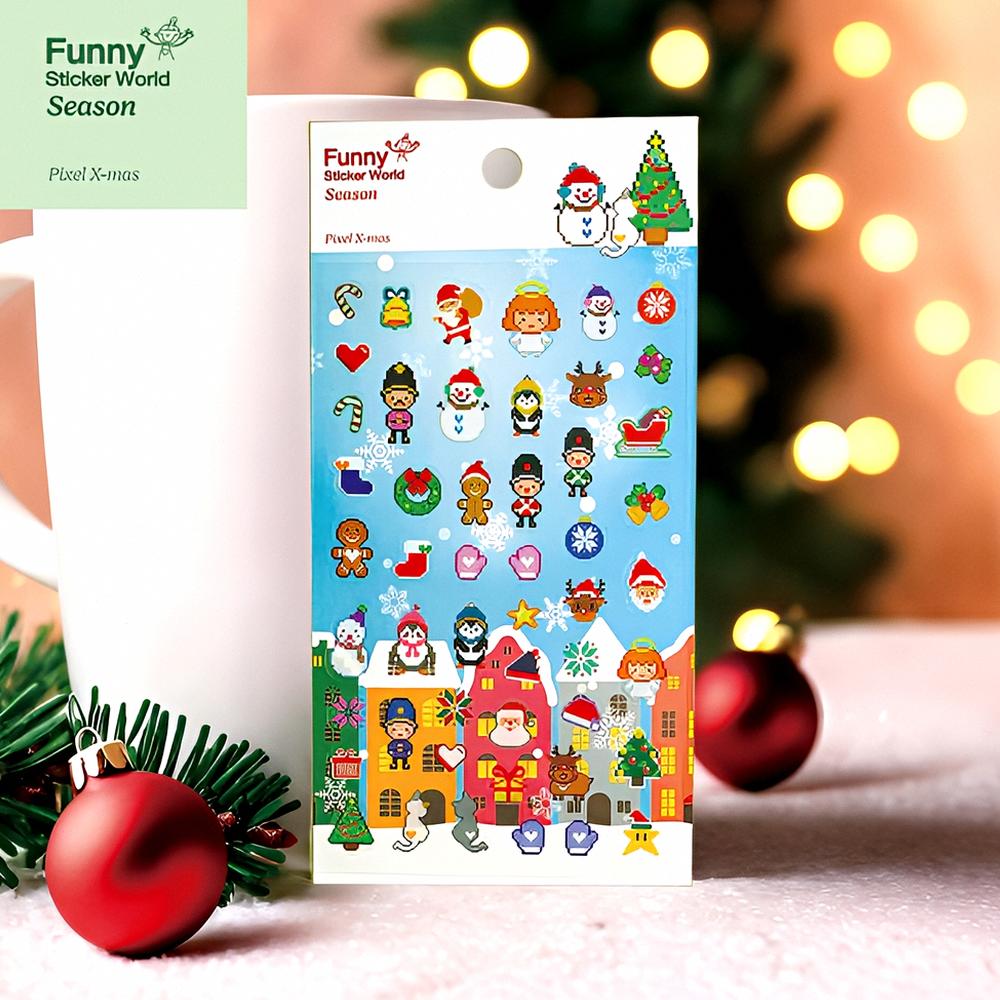 Funny
Sticker World
Season
Pixel X-mas
Funny
Sticker World
Season
Pixel X-mas